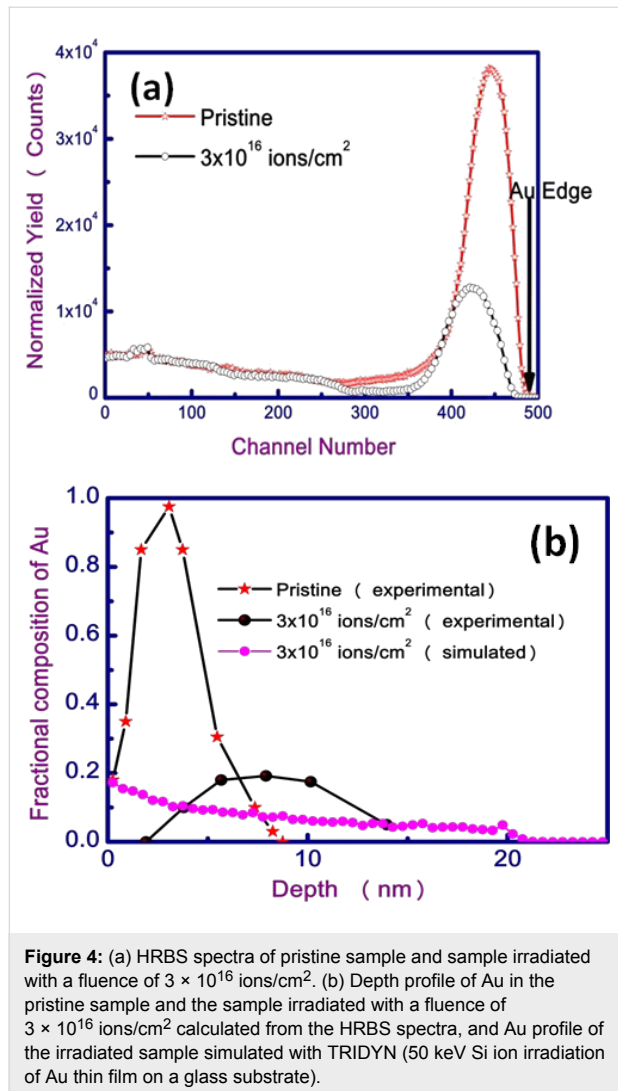 4x10⁴
(a)
Pristine
3x10¹⁶ ions/cm²
3x10⁴
2x10⁴
1x10⁴
0
Au Edge
Normalized Yield ( Counts)
0 100 200 300 400 500
Channel Number
1.0
(b)
0.8
0.6
0.4
0.2
0.0
Pristine ( experimental)
3x10¹⁶ ions/cm² ( experimental)
3x10¹⁶ ions/cm² ( simulated)
Fractional composition of Au
0 10 20
Depth ( nm)
Figure 4: (a) HRBS spectra of pristine sample and sample irradiated
with a fluence of 3 × 10¹⁶ ions/cm². (b) Depth profile of Au in the
pristine sample and the sample irradiated with a fluence of
3 × 10¹⁶ ions/cm² calculated from the HRBS spectra, and Au profile of
the irradiated sample simulated with TRIDYN (50 keV Si ion irradiation
of Au thin film on a glass substrate).